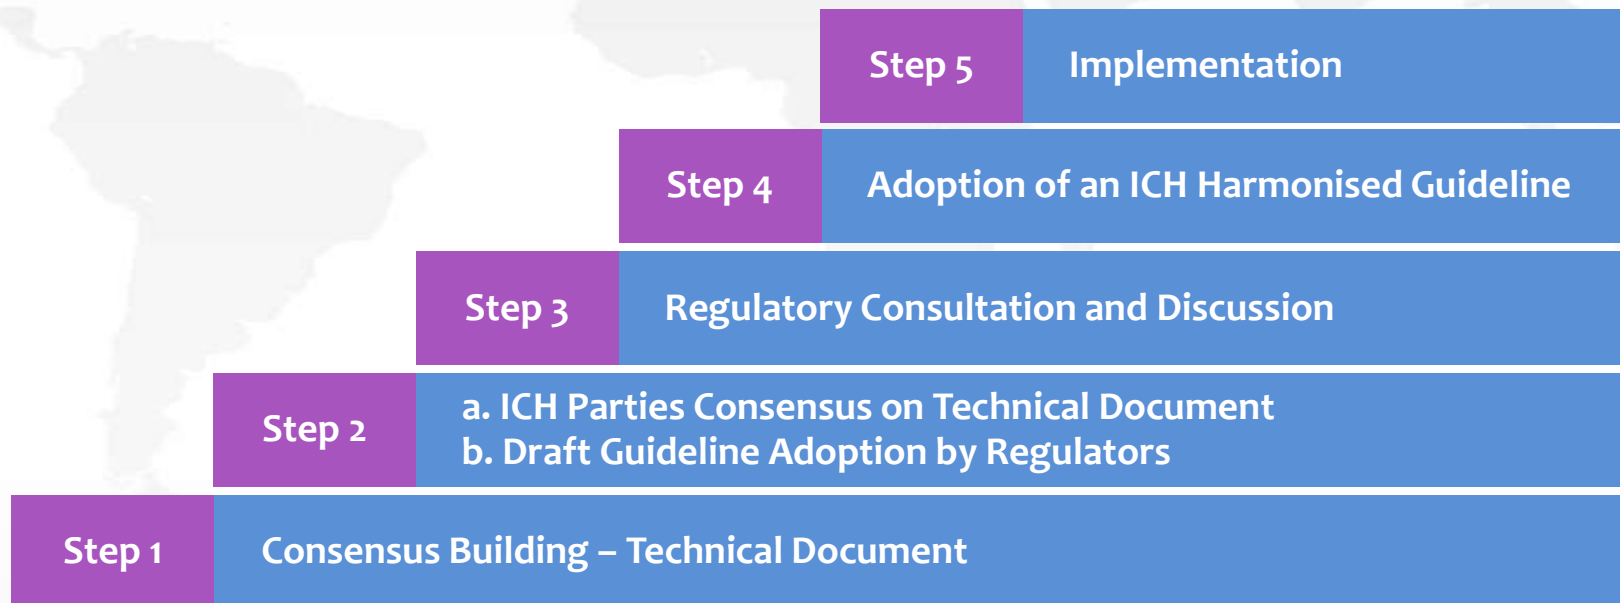 Step 5 Implementation
Step 4 Adoption of an ICH Harmonised Guideline
Step 3 Regulatory Consultation and Discussion
Step 2 a. ICH Parties Consensus on Technical Document
b. Draft Guideline Adoption by Regulators
Step 1 Consensus Building – Technical Document